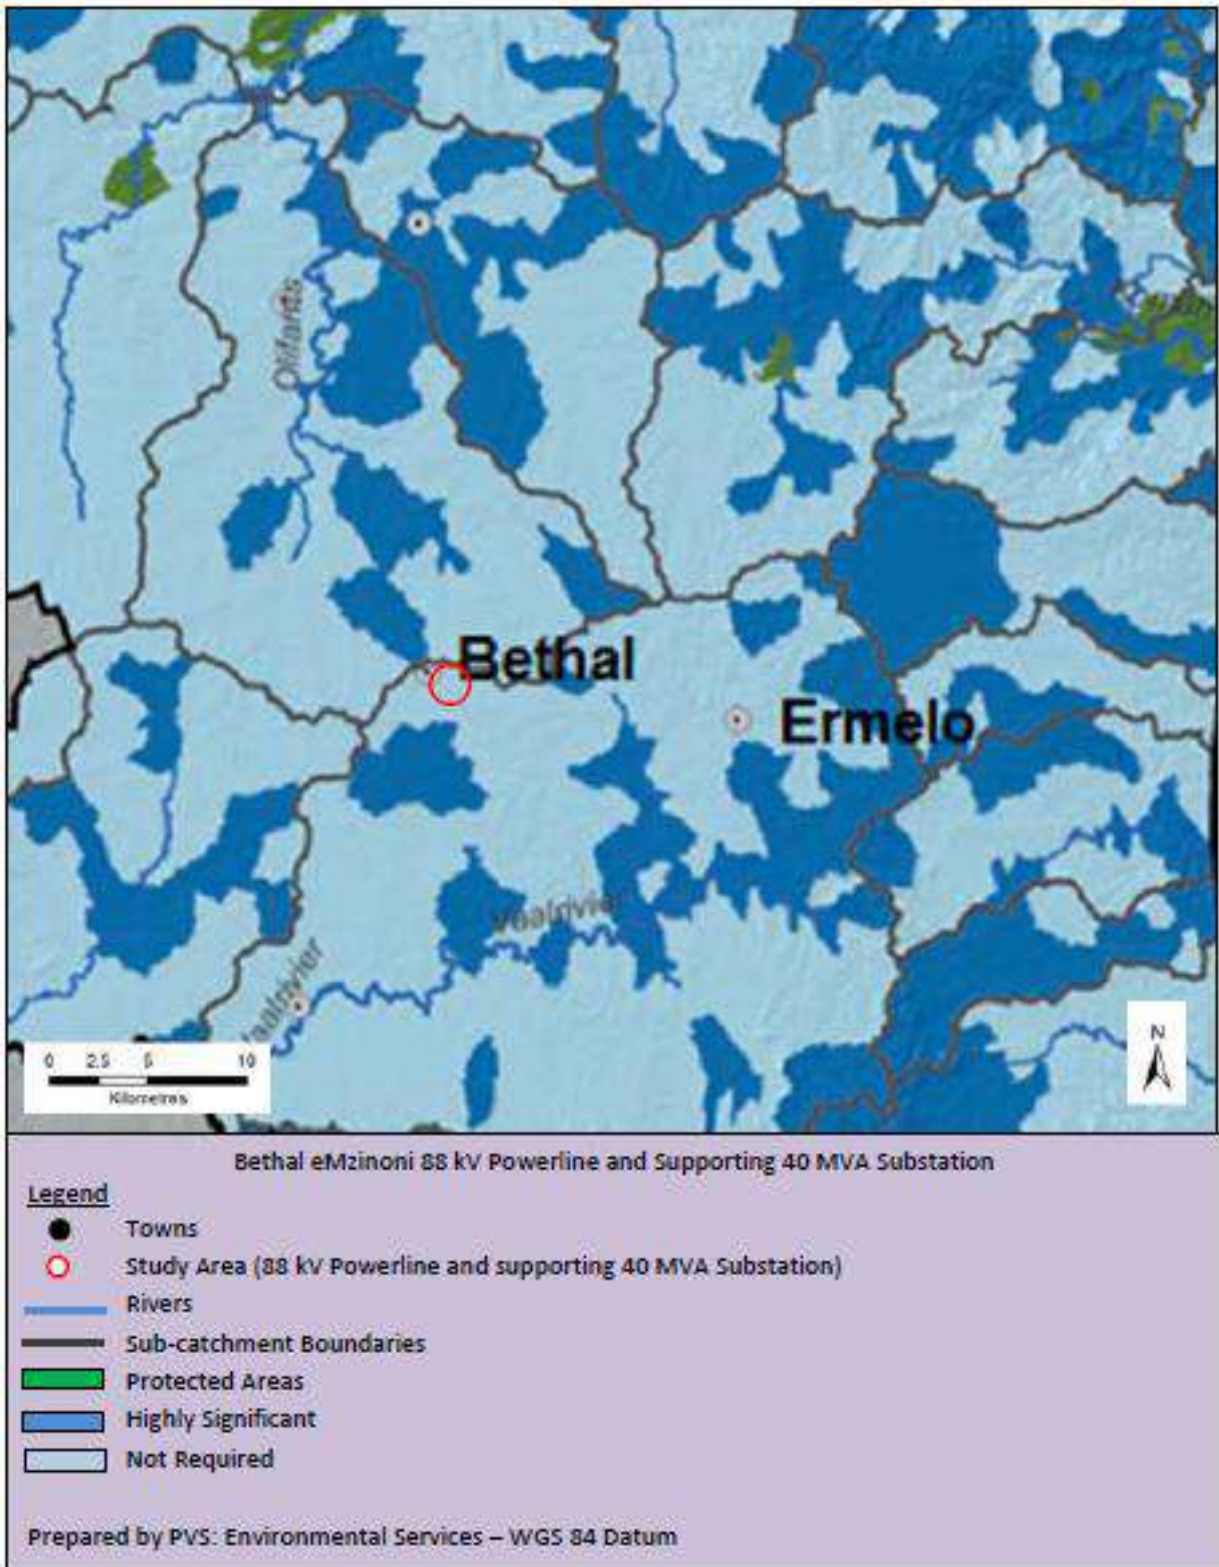 Olifants
Bethal
Ermelo
Vaalrivier
N
0 2.5 5 10
Kilometers
Bethal eMzinoni 88 kV Powerline and Supporting 40 MVA Substation
Legend
Towns
Study Area (88 kV Powerline and supporting 40 MVA Substation)
Rivers
Sub-catchment Boundaries
Protected Areas
Highly Significant
Not Required
Prepared by PVS: Environmental Services – WGS 84 Datum